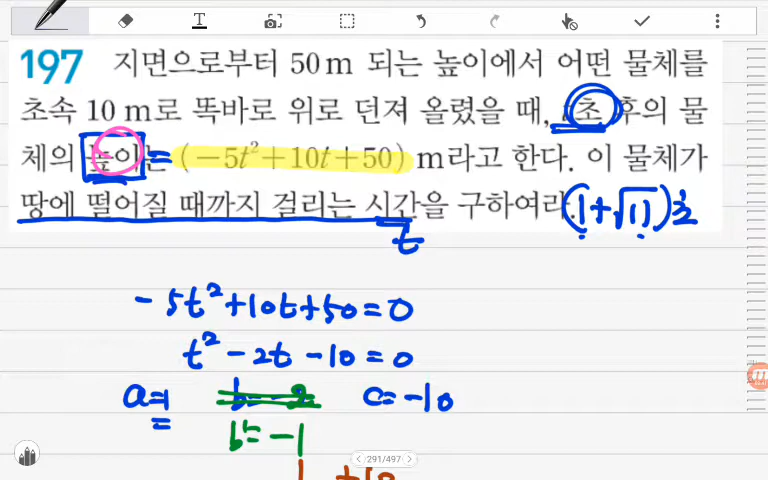 197 지면으로부터 50 m 되는 높이에서 어떤 물체를
초속 10 m로 똑바로 위로 던져 올렸을 때, t초 후의 물
체의 높이는 (-5t²+10t+50) m라고 한다. 이 물체가
땅에 떨어질 때까지 걸리는 시간을 구하여라.
(1+√11)초
t
-5t²+10t+50=0
t²-2t-10=0
a=1 c=-10
b'=-1
291/497